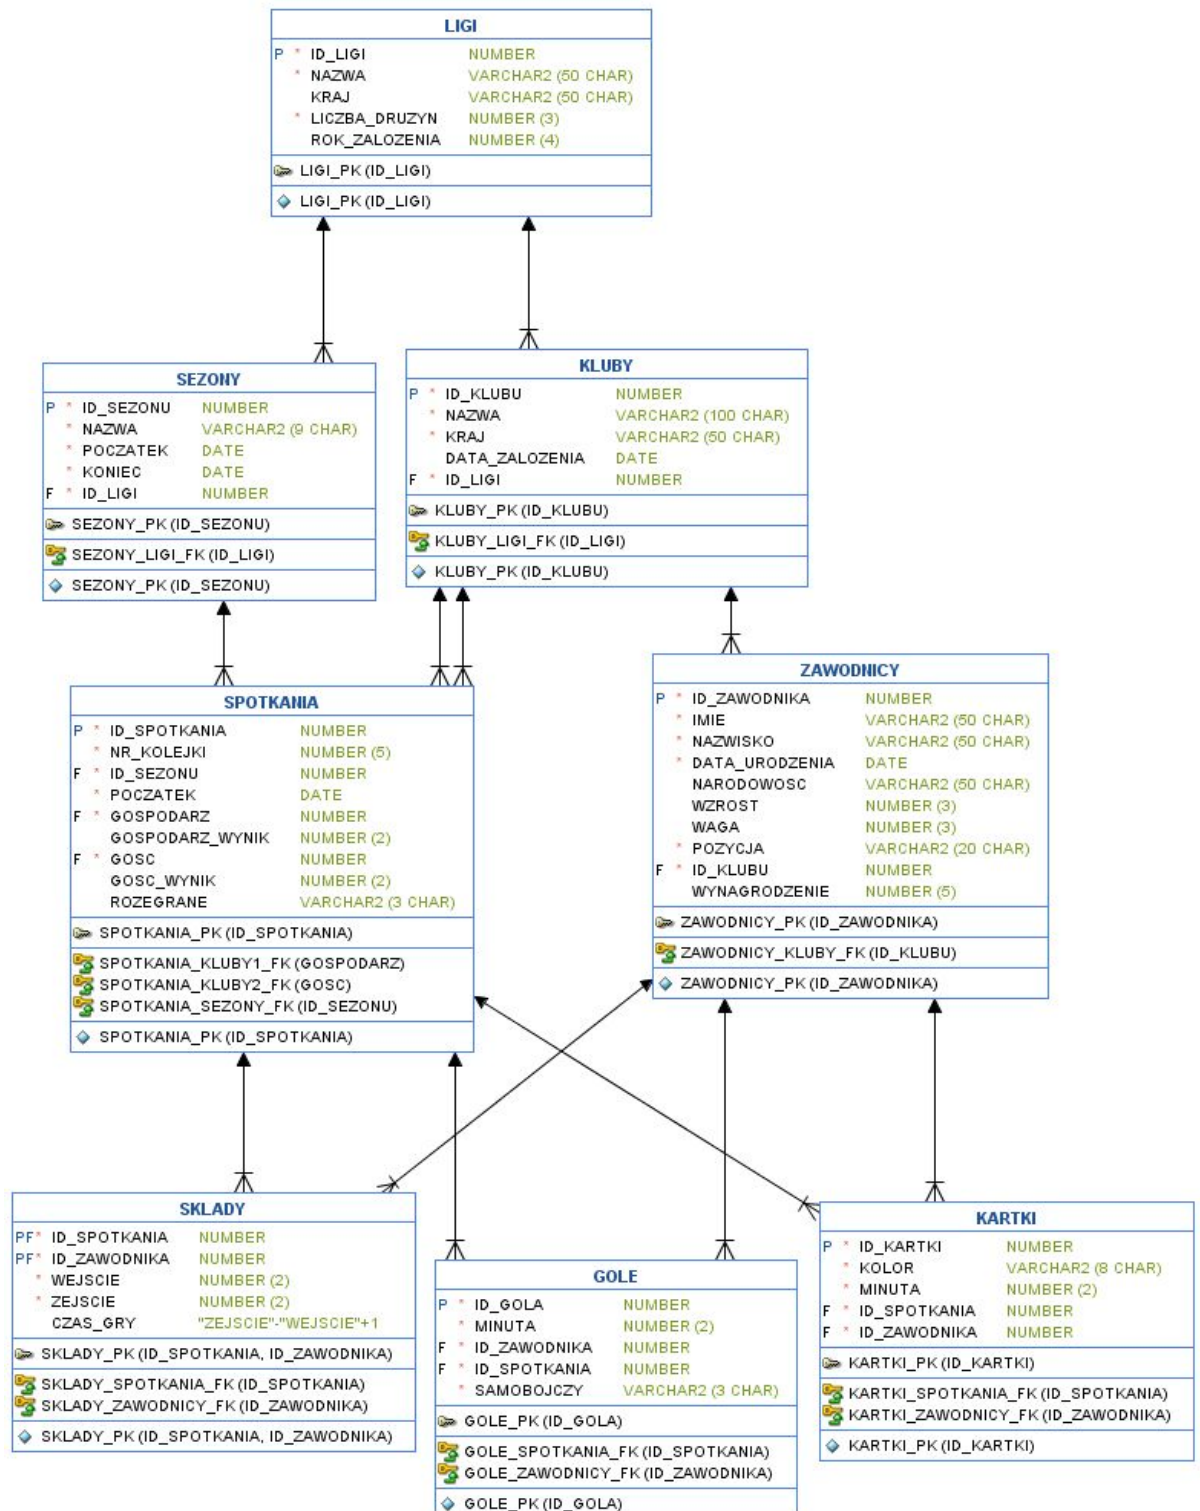 LIGI
P * ID_LIGI NUMBER
* NAZWA VARCHAR2 (50 CHAR)
KRAJ VARCHAR2 (50 CHAR)
* LICZBA_DRUZYN NUMBER (3)
ROK_ZALOZENIA NUMBER (4)
LIGI_PK (ID_LIGI)
LIGI_PK (ID_LIGI)
SEZONY
P * ID_SEZONU NUMBER
* NAZWA VARCHAR2 (9 CHAR)
* POCZATEK DATE
* KONIEC DATE
F * ID_LIGI NUMBER
SEZONY_PK (ID_SEZONU)
SEZONY_LIGI_FK (ID_LIGI)
SEZONY_PK (ID_SEZONU)
KLUBY
P * ID_KLUBU NUMBER
* NAZWA VARCHAR2 (100 CHAR)
* KRAJ VARCHAR2 (50 CHAR)
DATA_ZALOZENIA DATE
F * ID_LIGI NUMBER
KLUBY_PK (ID_KLUBU)
KLUBY_LIGI_FK (ID_LIGI)
KLUBY_PK (ID_KLUBU)
SPOTKANIA
P * ID_SPOTKANIA NUMBER
* NR_KOLEJKI NUMBER (5)
F * ID_SEZONU NUMBER
* POCZATEK DATE
F * GOSPODARZ NUMBER
GOSPODARZ_WYNIK NUMBER (2)
F * GOSC NUMBER
GOSC_WYNIK NUMBER (2)
ROZEGRANE VARCHAR2 (3 CHAR)
SPOTKANIA_PK (ID_SPOTKANIA)
SPOTKANIA_KLUBY1_FK (GOSPODARZ)
SPOTKANIA_KLUBY2_FK (GOSC)
SPOTKANIA_SEZONY_FK (ID_SEZONU)
SPOTKANIA_PK (ID_SPOTKANIA)
ZAWODNICY
P * ID_ZAWODNIKA NUMBER
* IMIE VARCHAR2 (50 CHAR)
* NAZWISKO VARCHAR2 (50 CHAR)
* DATA_URODZENIA DATE
NARODOWOSC VARCHAR2 (50 CHAR)
WZROST NUMBER (3)
WAGA NUMBER (3)
* POZYCJA VARCHAR2 (20 CHAR)
F * ID_KLUBU NUMBER
WYNAGRODZENIE NUMBER (5)
ZAWODNICY_PK (ID_ZAWODNIKA)
ZAWODNICY_KLUBY_FK (ID_KLUBU)
ZAWODNICY_PK (ID_ZAWODNIKA)
SKLADY
PF* ID_SPOTKANIA NUMBER
PF* ID_ZAWODNIKA NUMBER
* WEJSCIE NUMBER (2)
* ZEJSCIE NUMBER (2)
CZAS_GRY "ZEJSCIE"-"WEJSCIE"+1
SKLADY_PK (ID_SPOTKANIA, ID_ZAWODNIKA)
SKLADY_SPOTKANIA_FK (ID_SPOTKANIA)
SKLADY_ZAWODNICY_FK (ID_ZAWODNIKA)
SKLADY_PK (ID_SPOTKANIA, ID_ZAWODNIKA)
GOLE
P * ID_GOLA NUMBER
* MINUTA NUMBER (2)
F * ID_ZAWODNIKA NUMBER
F * ID_SPOTKANIA NUMBER
* SAMOBOJCZY VARCHAR2 (3 CHAR)
GOLE_PK (ID_GOLA)
GOLE_SPOTKANIA_FK (ID_SPOTKANIA)
GOLE_ZAWODNICY_FK (ID_ZAWODNIKA)
GOLE_PK (ID_GOLA)
KARTKI
P * ID_KARTKI NUMBER
* KOLOR VARCHAR2 (8 CHAR)
* MINUTA NUMBER (2)
F * ID_SPOTKANIA NUMBER
F * ID_ZAWODNIKA NUMBER
KARTKI_PK (ID_KARTKI)
KARTKI_SPOTKANIA_FK (ID_SPOTKANIA)
KARTKI_ZAWODNICY_FK (ID_ZAWODNIKA)
KARTKI_PK (ID_KARTKI)